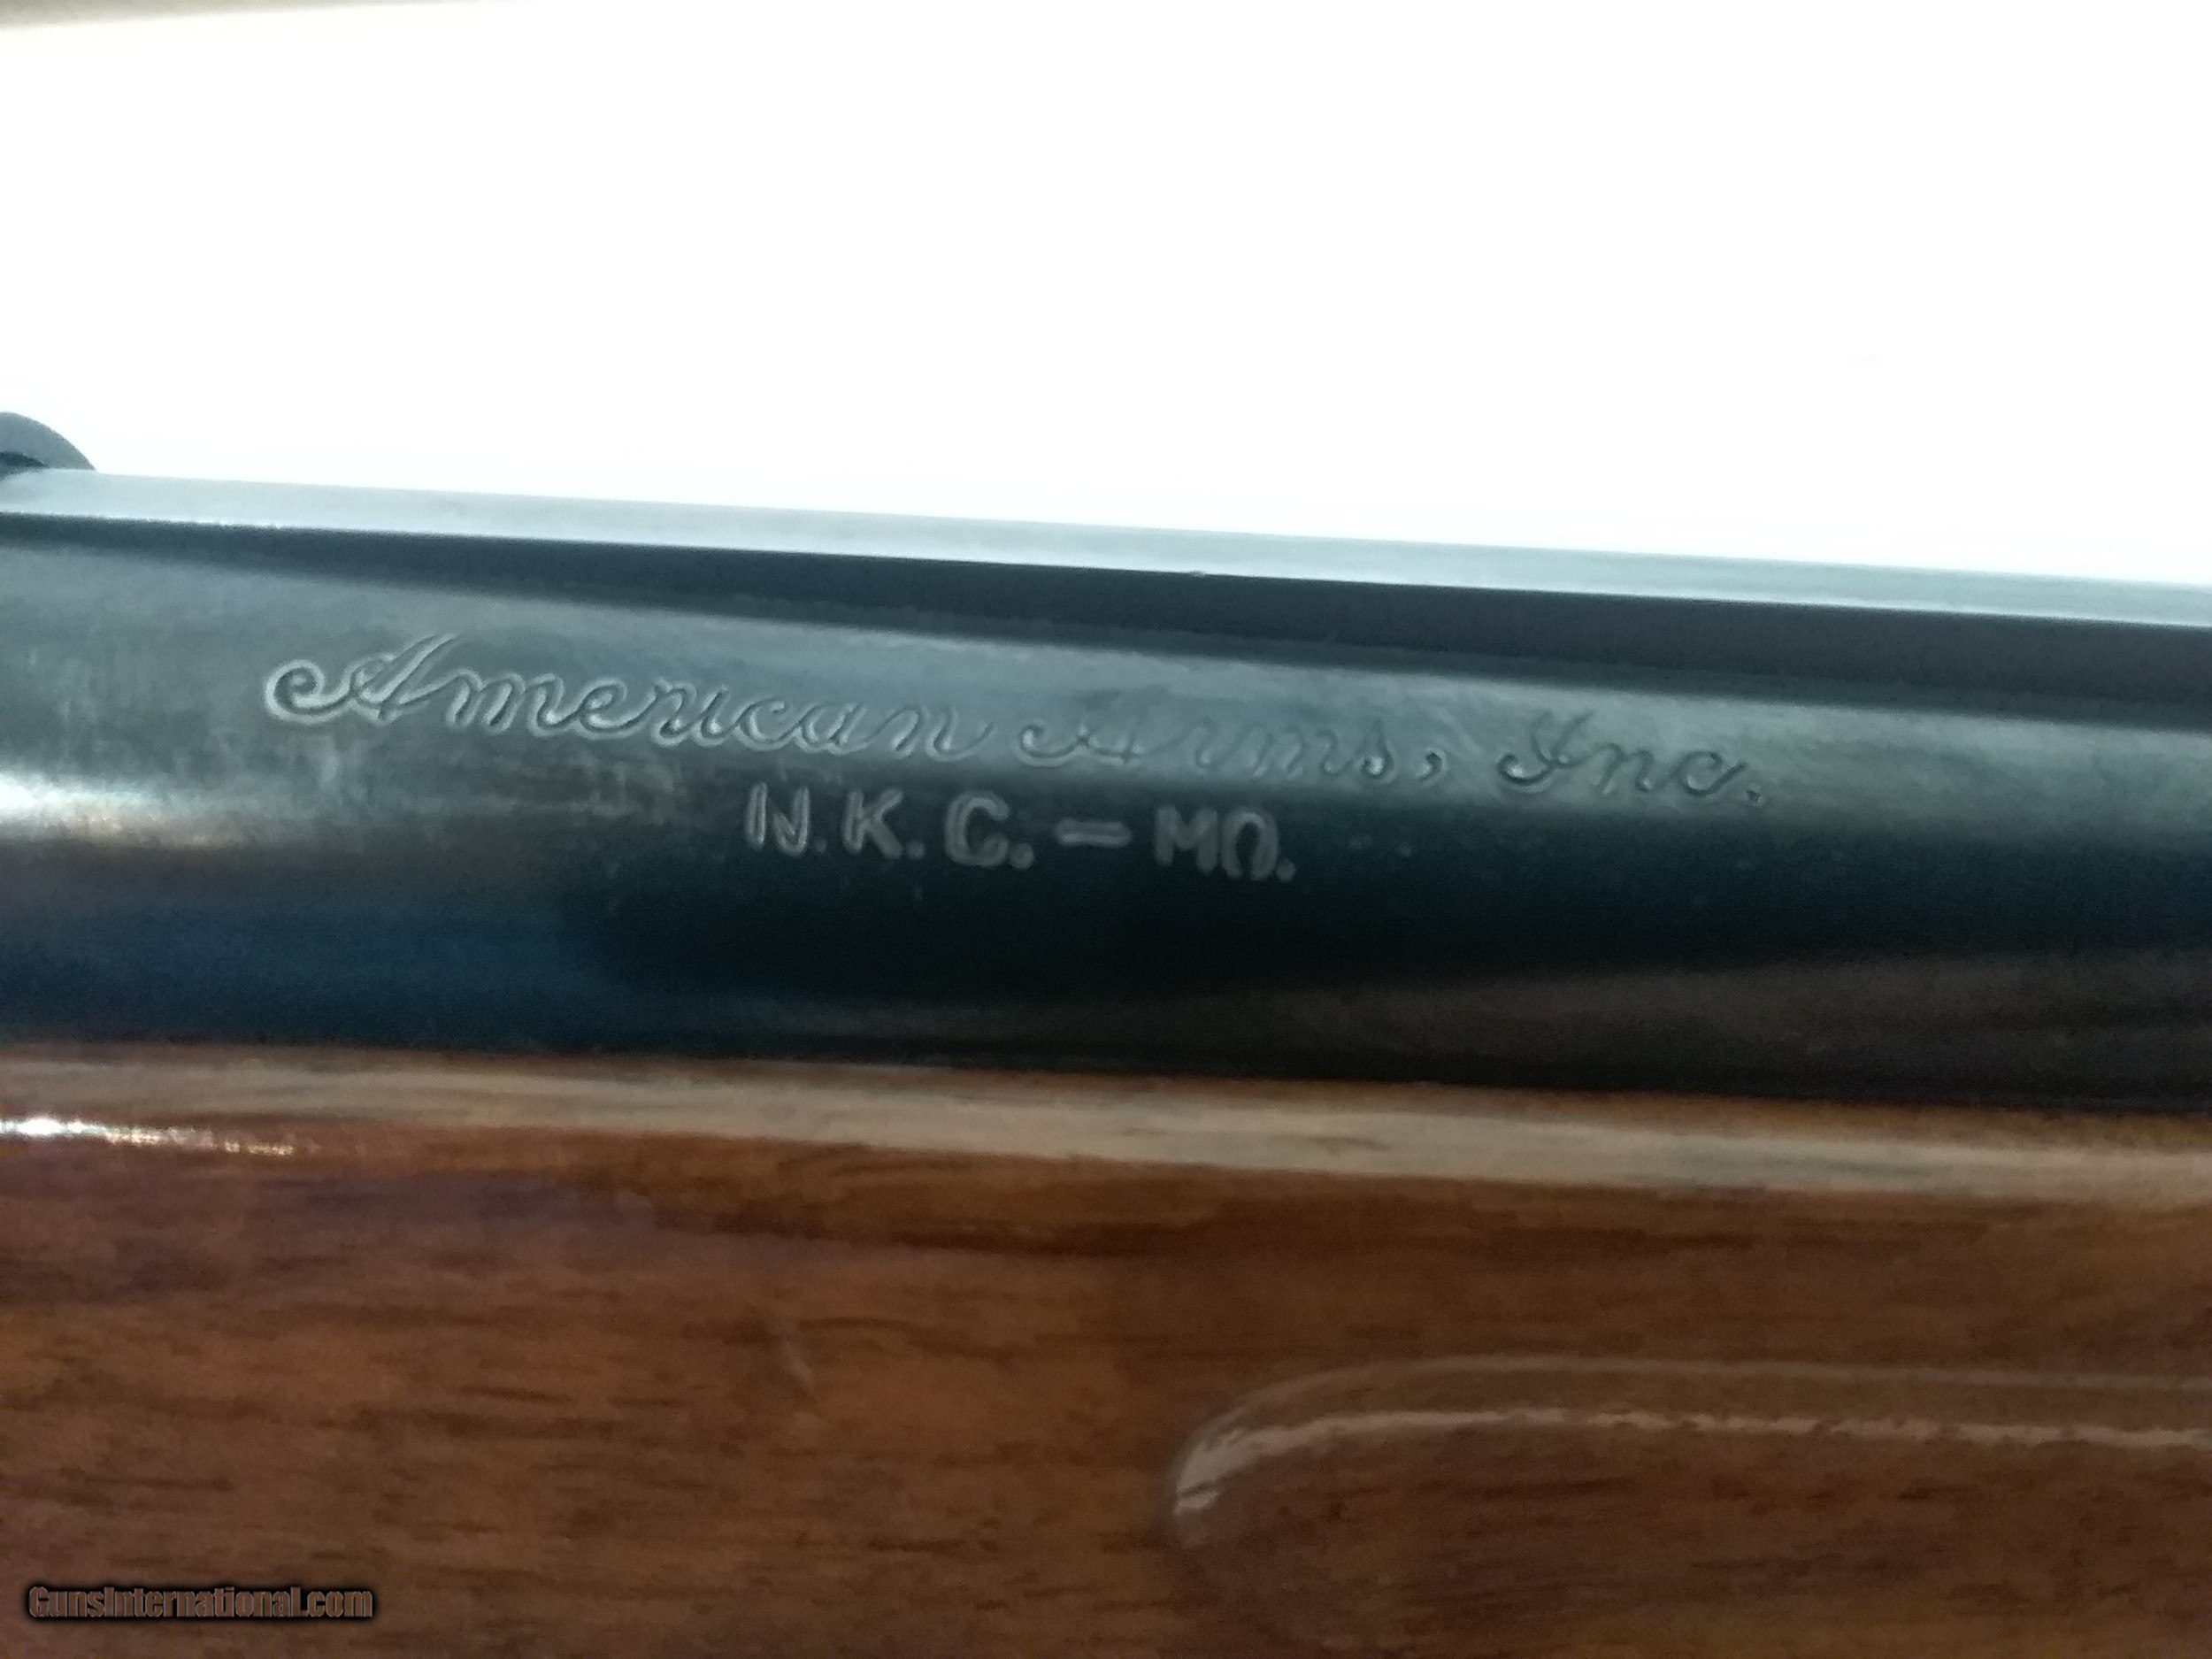 American Arms, Inc.
N.K.C. - MO.
GunsInternational.com